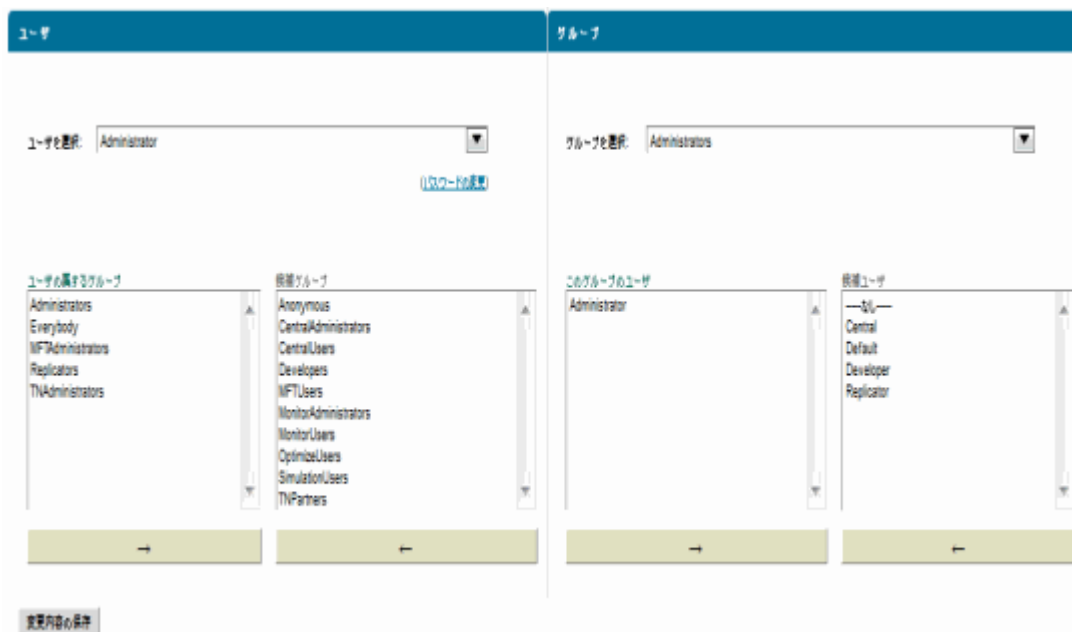 ユーザ
グループ
ユーザを選択: Administrator
(パスワードの変更)
グループを選択: Administrators
ユーザの属するグループ
Administrators
Everybody
MFTAdministrators
Replicators
TNAdministrators
候補グループ
Anonymous
CentralAdministrators
CentralUsers
Developers
MFTUsers
MonitorAdministrators
MonitorUsers
OptimizeUsers
SimulationUsers
TNPartners
このグループのユーザ
Administrator
候補ユーザ
----なし----
Central
Default
Developer
Replicator
→
←
→
←
変更内容の保存